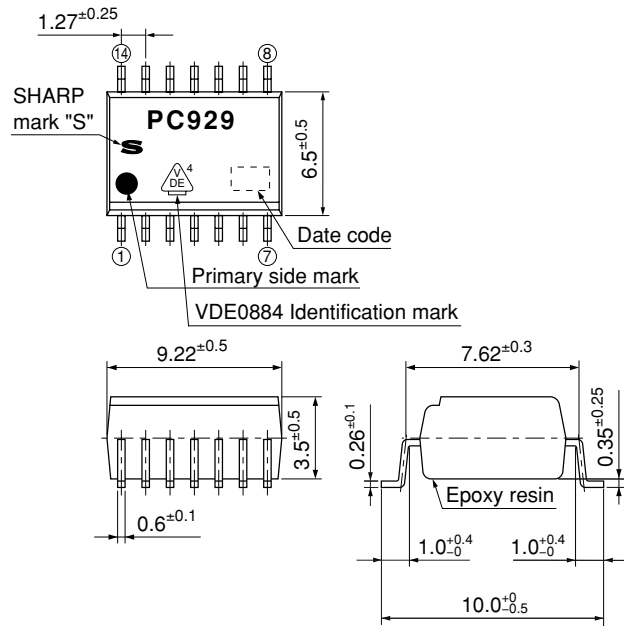 1.27±0.25
14 8
SHARP
mark "S"
PC929
S
V
DE
4
6.5±0.5
Date code
1 7
Primary side mark
VDE0884 Identification mark
9.22±0.5
7.62±0.3
3.5±0.5
0.26±0.1
0.35±0.25
Epoxy resin
0.6±0.1
1.0+0.4 -0
1.0+0.4 -0
10.0+0 -0.5